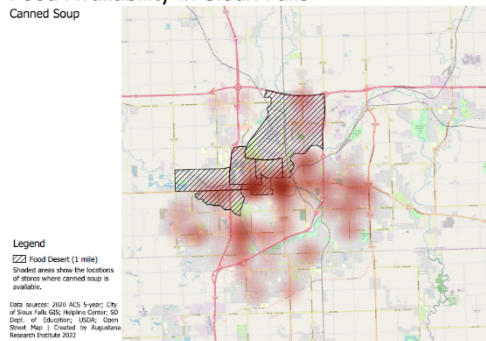 Canned Soup
Legend
Food Desert (1 mile)
Shaded areas show the locations
of stores where canned soup is
available.
Data sources: 2020 ACS 5-year; City
of Sioux Falls GIS; Helpline Center; SD
Dept. of Education; USDA; Open
Street Map | Created by Augustana
Research Institute 2022